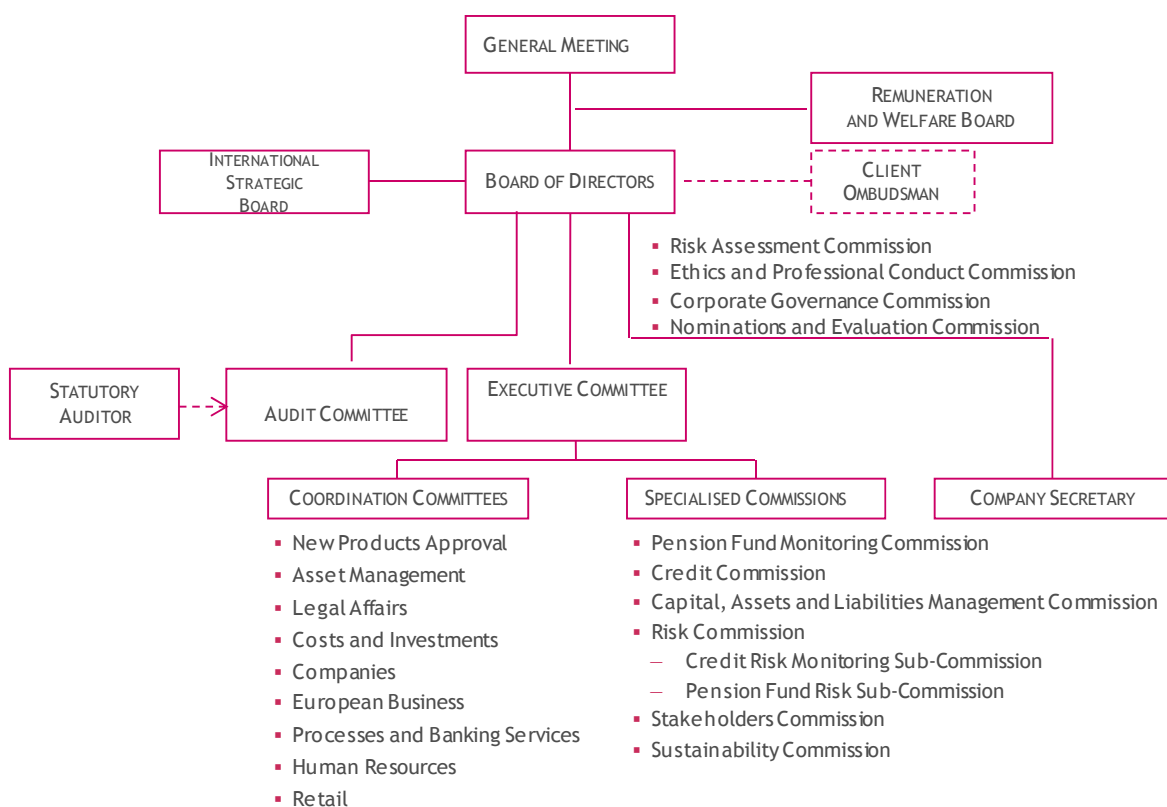 GENERAL MEETING
REMUNERATION
AND WELFARE BOARD
INTERNATIONAL
STRATEGIC
BOARD
BOARD OF DIRECTORS
CLIENT
OMBUDSMAN
▪ Risk Assessment Commission
▪ Ethics and Professional Conduct Commission
▪ Corporate Governance Commission
▪ Nominations and Evaluation Commission
STATUTORY
AUDITOR
AUDIT COMMITTEE
EXECUTIVE COMMITTEE
COORDINATION COMMITTEES
▪ New Products Approval
▪ Asset Management
▪ Legal Affairs
▪ Costs and Investments
▪ Companies
▪ European Business
▪ Processes and Banking Services
▪ Human Resources
▪ Retail
SPECIALISED COMMISSIONS
▪ Pension Fund Monitoring Commission
▪ Credit Commission
▪ Capital, Assets and Liabilities Management Commission
▪ Risk Commission
– Credit Risk Monitoring Sub-Commission
– Pension Fund Risk Sub-Commission
▪ Stakeholders Commission
▪ Sustainability Commission
COMPANY SECRETARY